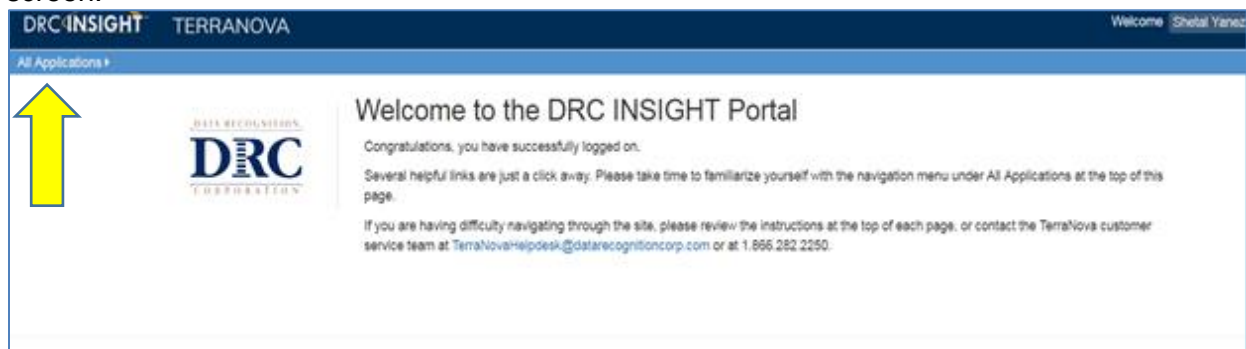 screen.
DRC INSIGHT TERRANOVA Welcome Shetal Yanez
All Applications
DATA RECOGNITION
DRC
CORPORATION
Welcome to the DRC INSIGHT Portal
Congratulations, you have successfully logged on.
Several helpful links are just a click away. Please take time to familiarize yourself with the navigation menu under All Applications at the top of this
page.
If you are having difficulty navigating through the site, please review the instructions at the top of each page, or contact the TerraNova customer
service team at TerraNovaHelpdesk@datarecognitioncorp.com or at 1.866.282.2250.